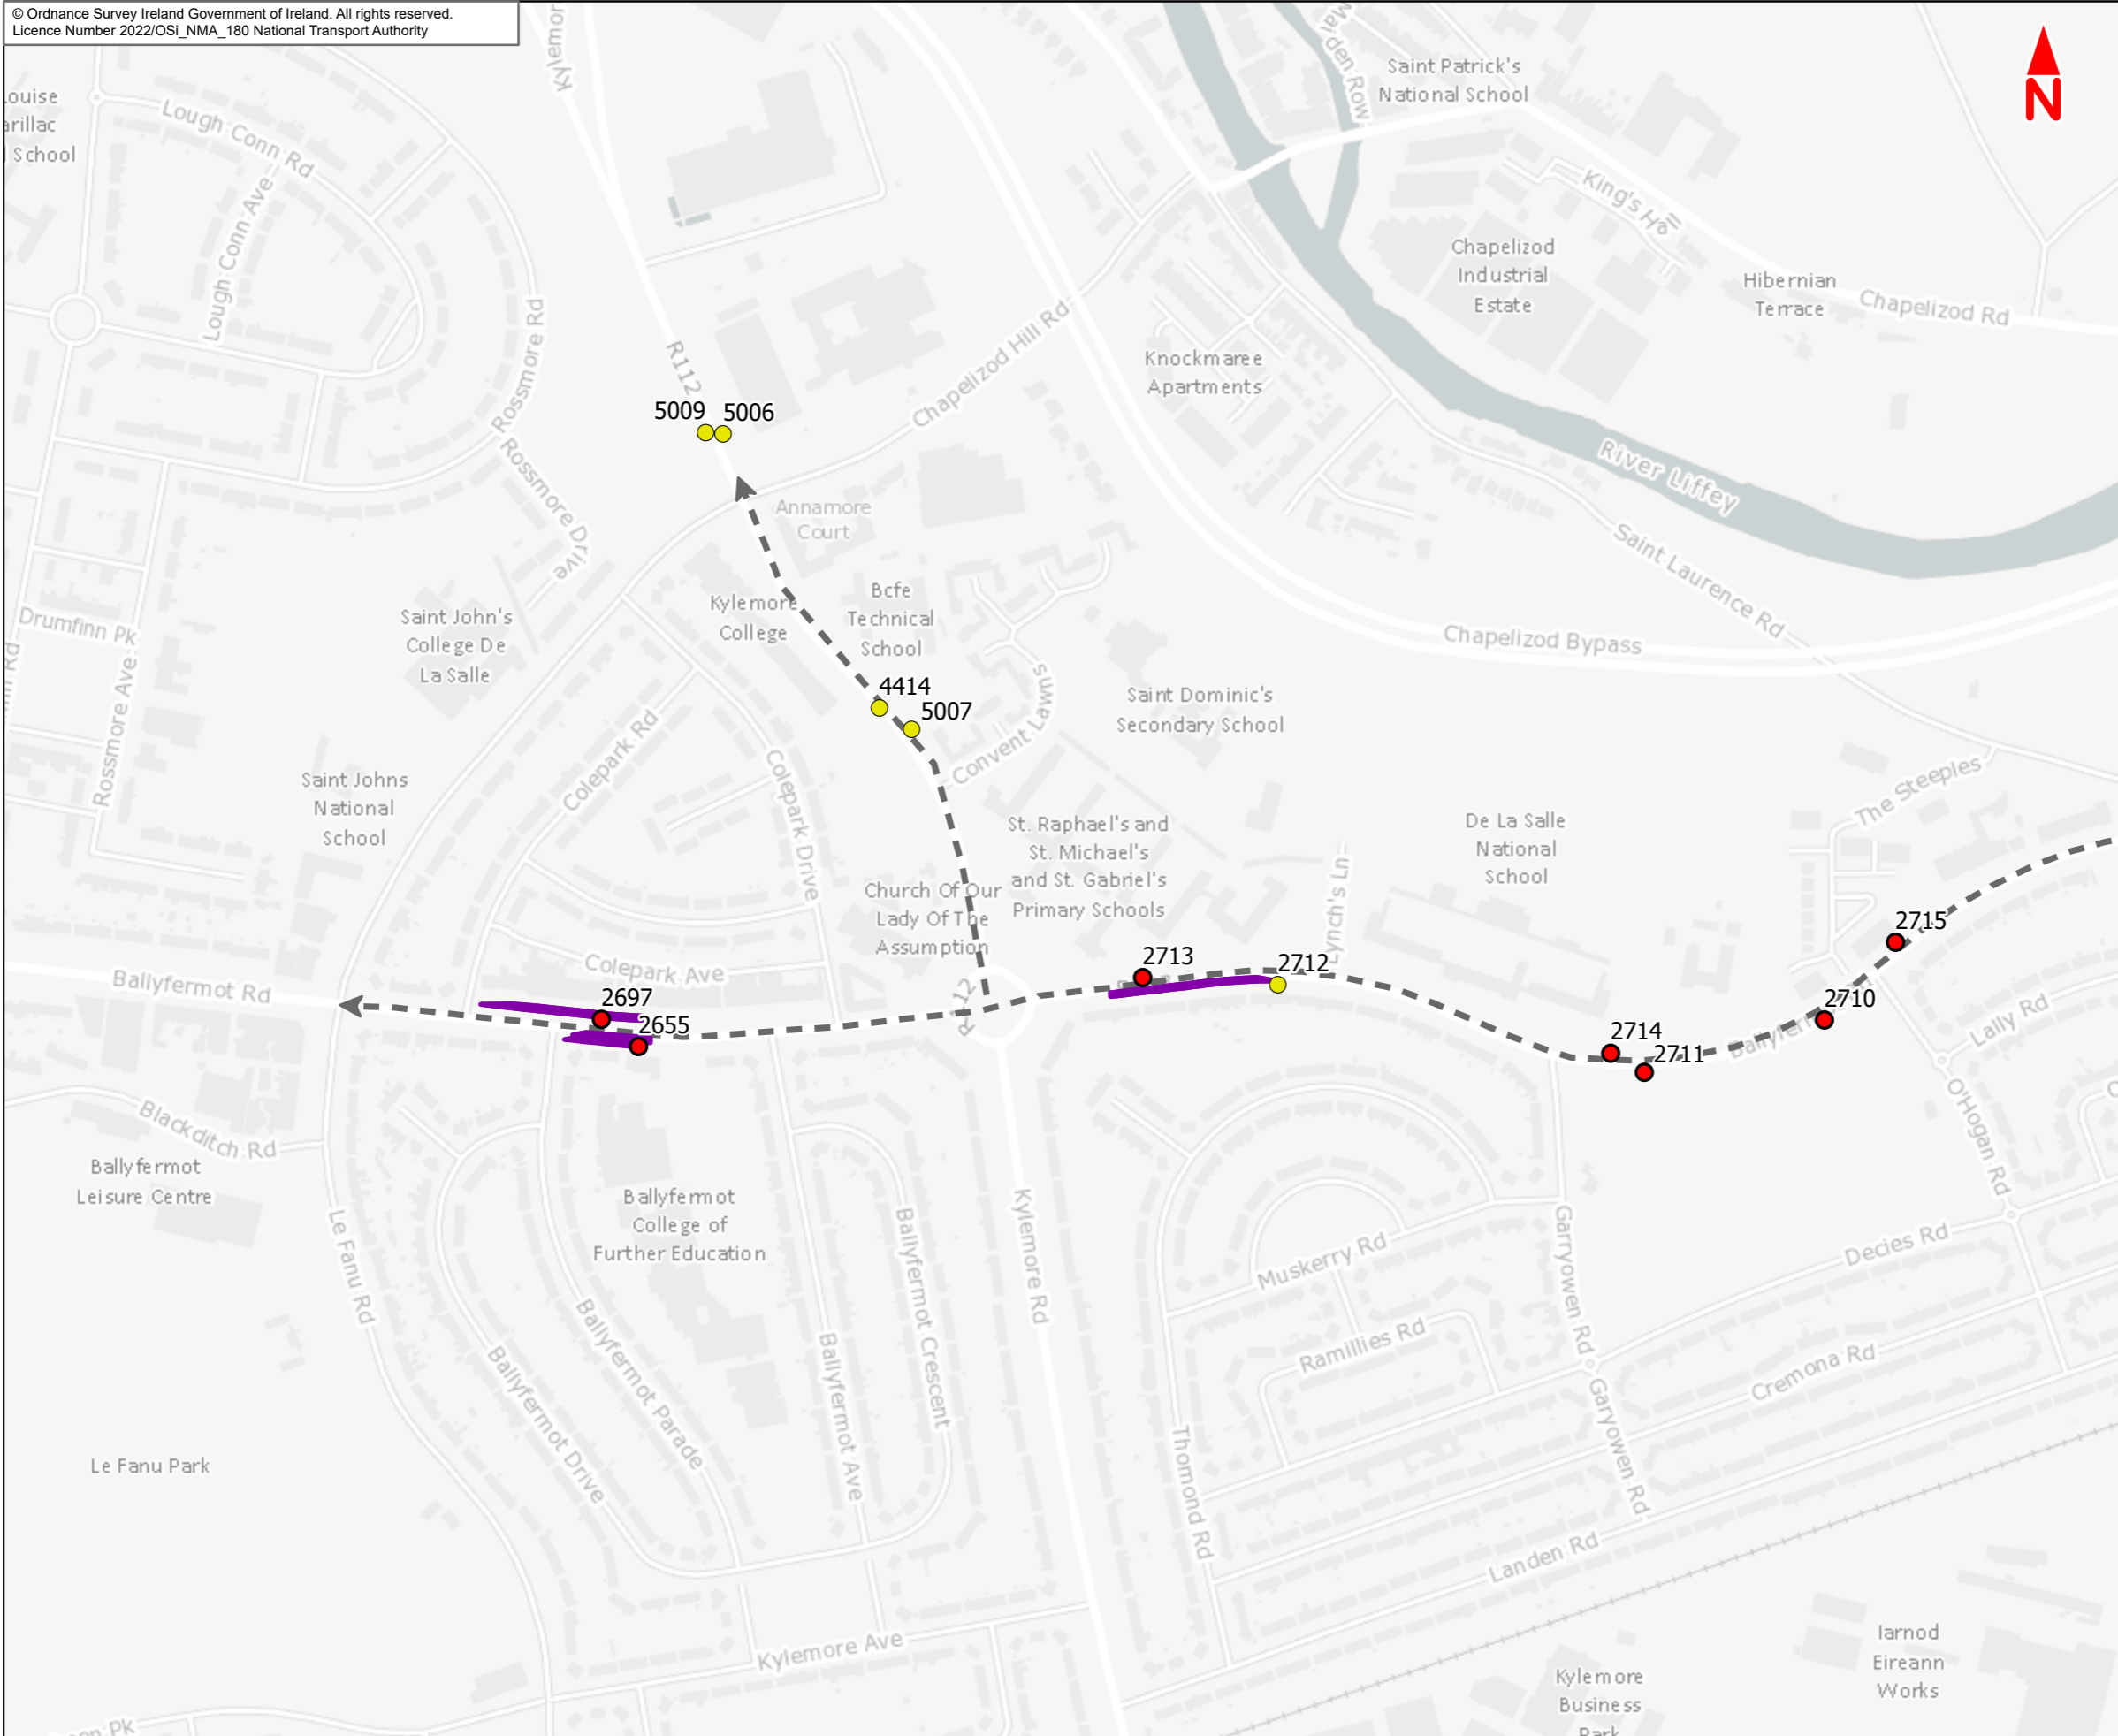 © Ordnance Survey Ireland Government of Ireland. All rights reserved.
Licence Number 2022/OSi_NMA_180 National Transport Authority
N
Saint Patrick's
National School
School
Lough Conn Rd
Lough Conn Ave
Rossmore Rd
Rossmore Drive
R112
King's Hall
Chapelizod
Industrial
Estate
Hibernian
Terrace
Chapelizod Rd
Knockmaree
Apartments
Chapelizod Hill Rd
5009
5006
River Liffey
Annamore
Court
Saint Laurence Rd
Chapelizod Bypass
Kylemore
College
Bcfe
Technical
School
Saint John's
College De
La Salle
Drumfinn Pk
Rossmore Ave
4414
5007
Convent Lawns
Saint Dominic's
Secondary School
Colepark Rd
Colepark Drive
Saint Johns
National
School
The Steeples
St. Raphael's and
St. Michael's
and St. Gabriel's
Primary Schools
De La Salle
National
School
Lynch's Ln
Church Of Our
Lady Of The
Assumption
2715
2713
2712
Colepark Ave
Ballyfermot Rd
2697
2655
2710
2714
2711
Lally Rd
O'Hogan Rd
Blackditch Rd
Ballyfermot
Leisure Centre
Le Fanu Rd
Ballyfermot
College of
Further Education
Ballyfermot Crescent
Kylemore Rd
Muskerry Rd
Garryowen Rd
Decies Rd
Ramillies Rd
Cremona Rd
Ballyfermot Drive
Ballyfermot Parade
Ballyfermot Ave
Garyowen Rd
Thomond Rd
Le Fanu Park
Landen Rd
Kylemore Ave
Iarnod
Eireann
Works
Kylemore
Business
Park